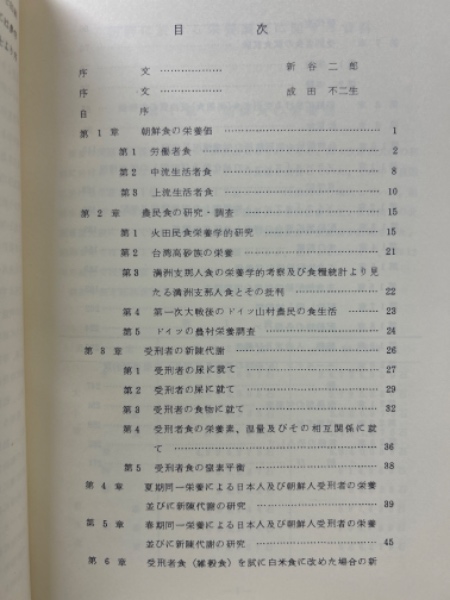 目 次
序 文 ………………… 新 谷 二 郎
序 文 ………………… 成 田 不二生
自 序
第 1 章 朝鮮食の栄養価 ………………… 1
第1 労働者食 ………………… 2
第2 中流生活者食 ………………… 8
第3 上流生活者食 ………………… 10
第 2 章 農民食の研究・調査 ………………… 15
第1 火田民食栄養学的研究 ………………… 15
第2 台湾高砂族の栄養 ………………… 21
第3 満洲支那人食の栄養学的考察及び食糧統計より見
たる満洲支那人食とその批判 ………………… 22
第4 第一次大戦後のドイツ山村農民の食生活 ………………… 23
第5 ドイツの農村栄養調査 ………………… 24
第 3 章 受刑者の新陳代謝 ………………… 26
第1 受刑者の尿に就て ………………… 27
第2 受刑者の屎に就て ………………… 29
第3 受刑者の食物に就て ………………… 32
第4 受刑者食の栄養素、温量及びその相互関係に就
て ………………… 36
第5 受刑者食の窒素平衡 ………………… 38
第 4 章 夏期同一栄養による日本人及び朝鮮人受刑者の栄養
並びに新陳代謝の研究 ………………… 39
第 5 章 春期同一栄養による日本人及び朝鮮人受刑者の栄養
並びに新陳代謝の研究 ………………… 45
第 6 章 受刑者食（雑穀食）を試に白米食に改めた場合の新